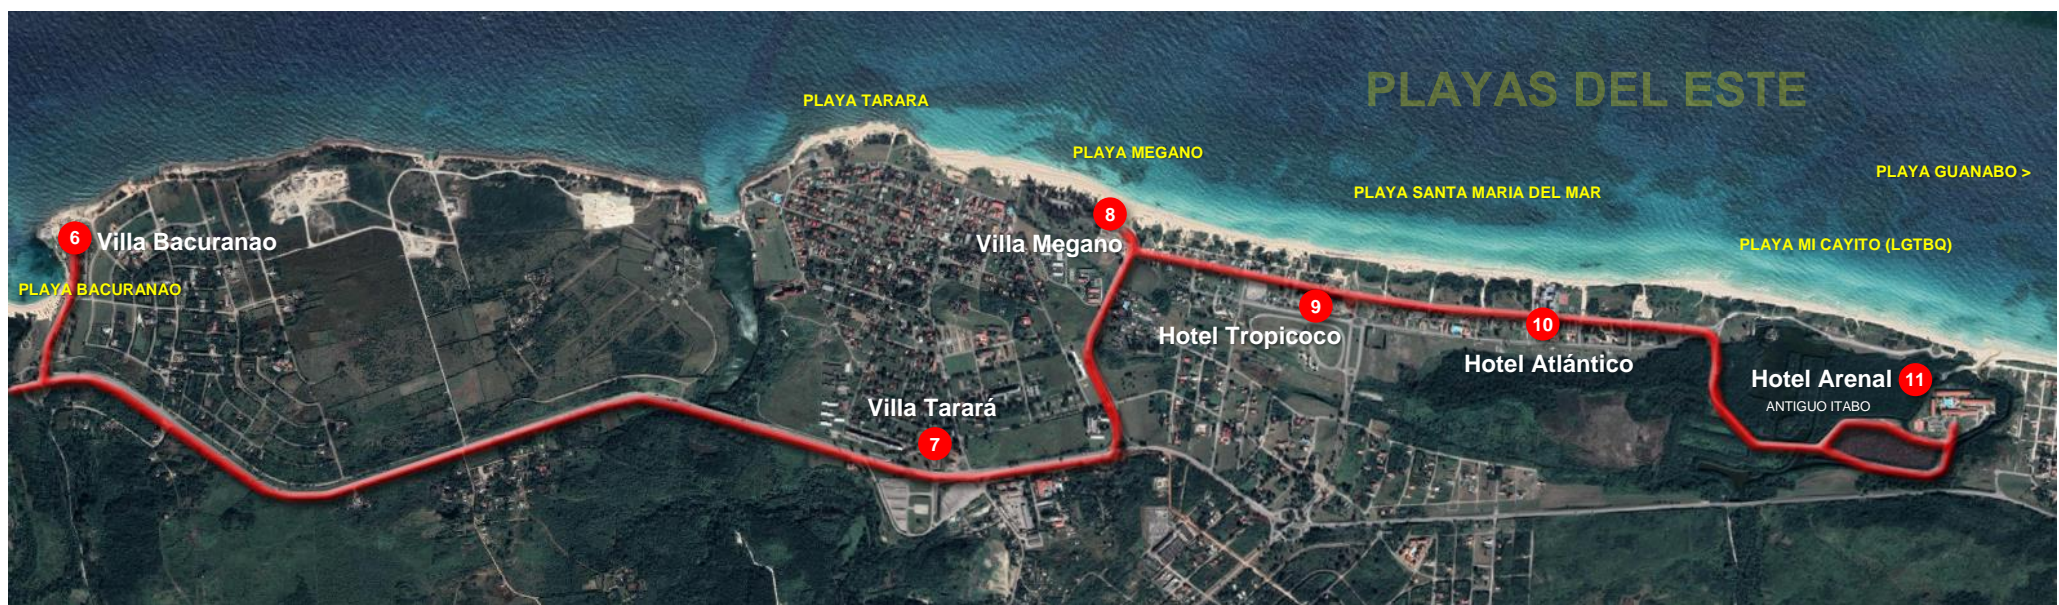 PLAYAS DEL ESTE
PLAYA TARARA
PLAYA MEGANO
PLAYA GUANABO >
PLAYA SANTA MARIA DEL MAR
8
6
Villa Bacuranao
Villa Megano
PLAYA MI CAYITO (LGTBQ)
PLAYA BACURANAO
9
Hotel Tropicoco
10
Hotel Atlántico
Hotel Arenal 11
ANTIGUO ITABO
Villa Tarará
7